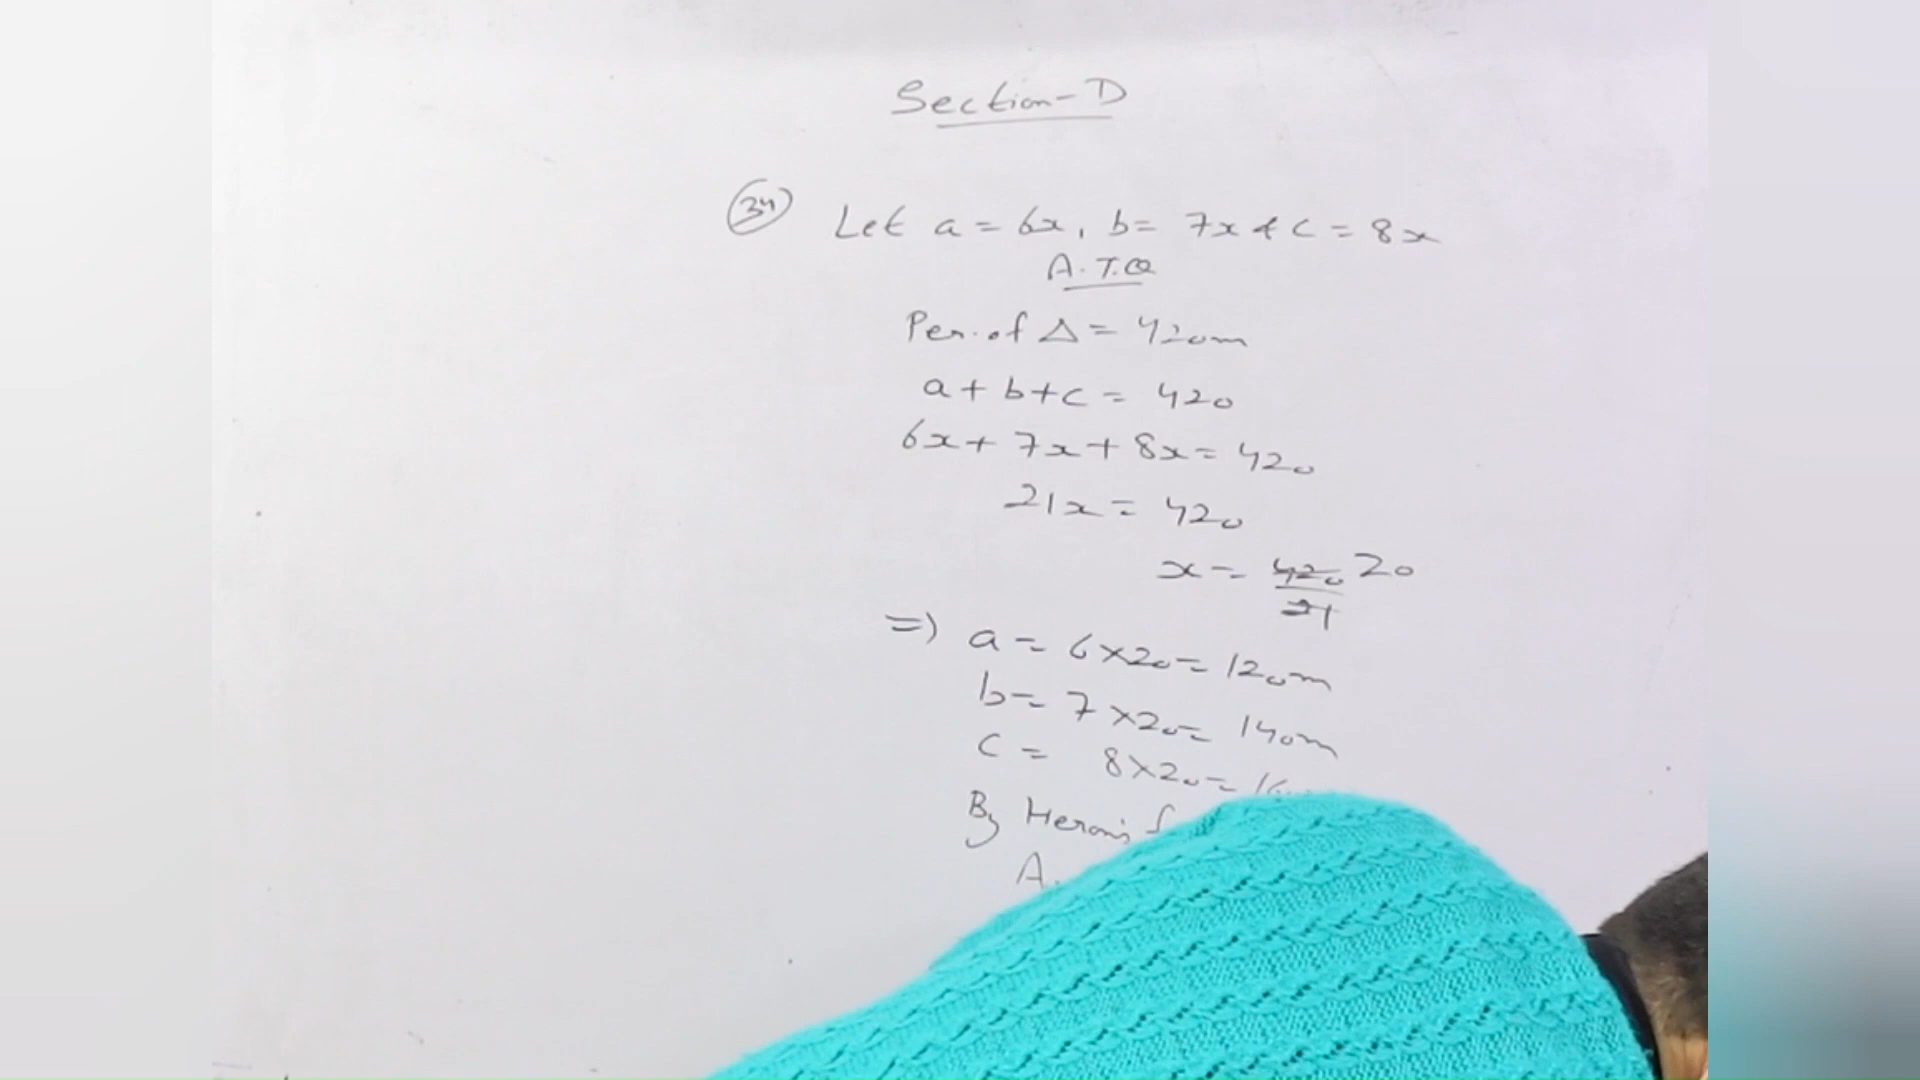 Section-D
34 Let a = 6x, b = 7x & c = 8x
A.T.Q
Per. of Δ = 420m
a + b + c = 420
6x + 7x + 8x = 420
21x = 420
x = 420/21 20
=) a = 6×20 = 120m
b = 7×20 = 140m
c = 8×20 =
By Heron's
A